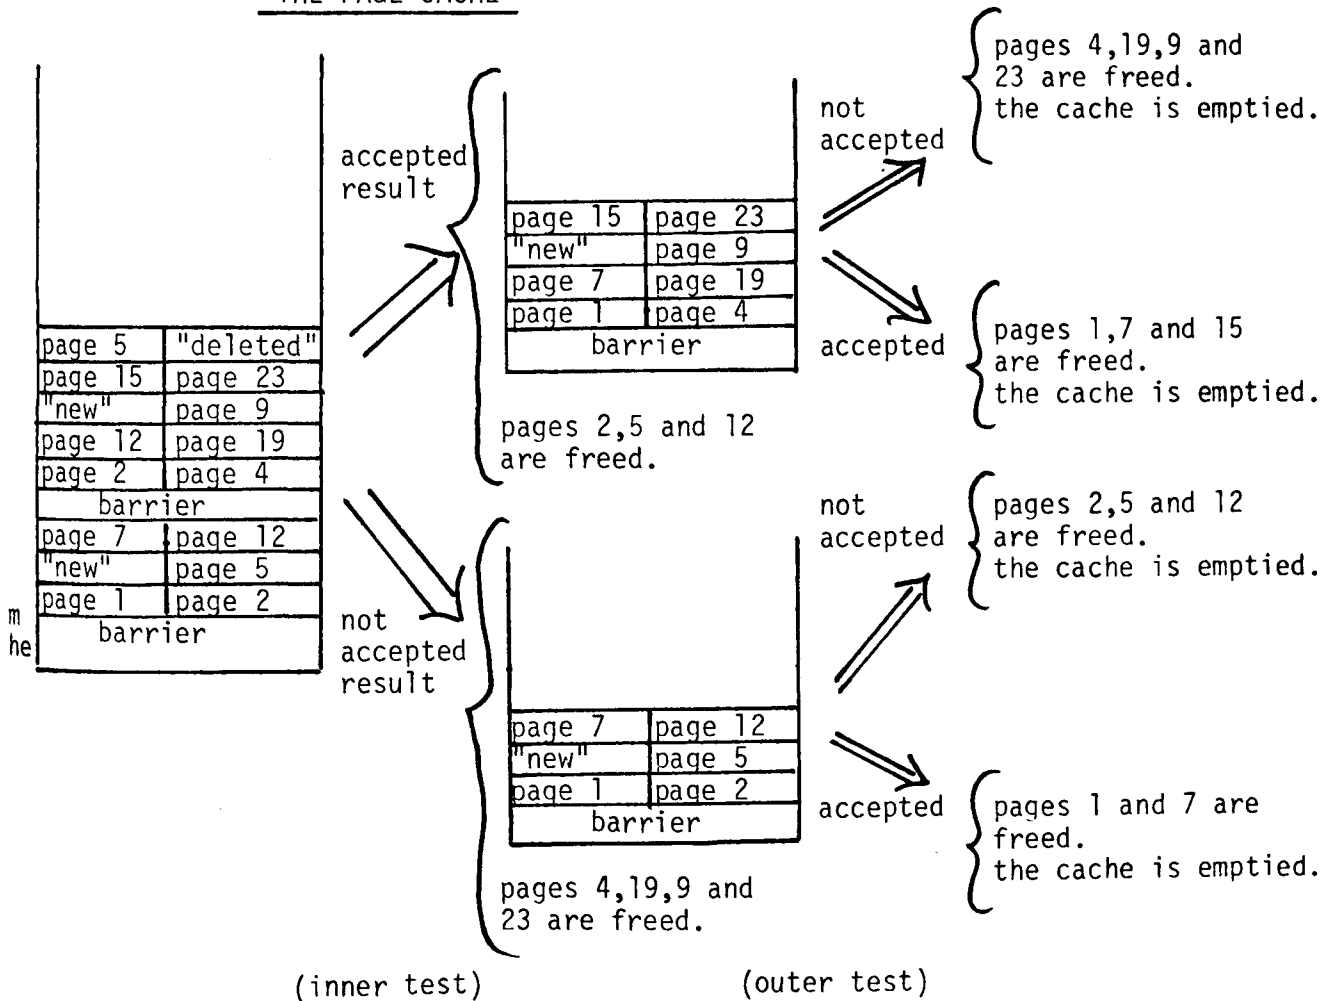 THE PAGE CACHE
pages 4,19,9 and
23 are freed.
the cache is emptied.
not
accepted
accepted
result
page 15 page 23
"new" page 9
page 7 page 19
page 1 page 4
barrier
accepted
pages 1,7 and 15
are freed.
the cache is emptied.
page 5 "deleted"
page 15 page 23
"new" page 9
page 12 page 19
page 2 page 4
barrier
page 7 page 12
"new" page 5
page 1 page 2
barrier
m
he
pages 2,5 and 12
are freed.
not
accepted
pages 2,5 and 12
are freed.
the cache is emptied.
not
accepted
result
page 7 page 12
"new" page 5
page 1 page 2
barrier
accepted
pages 1 and 7 are
freed.
the cache is emptied.
pages 4,19,9 and
23 are freed.
(inner test)
(outer test)